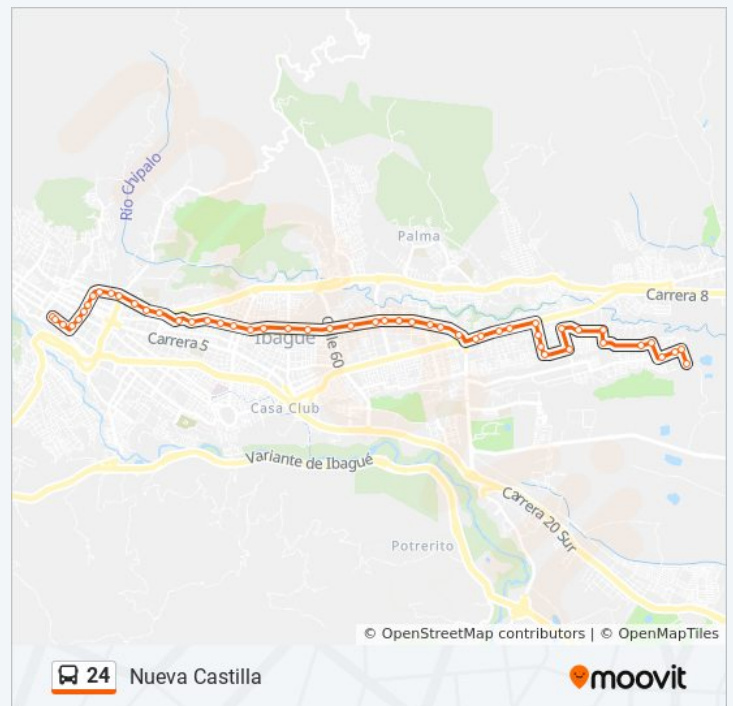 Río Chípalo
Palma
Carrera 8
Carrera 5
Ibagué
Calle 60
Casa Club
Variante de Ibagué
Carrera 20 Sur
Potrerito
© OpenStreetMap contributors | © OpenMapTiles
24 Nueva Castilla
moovit